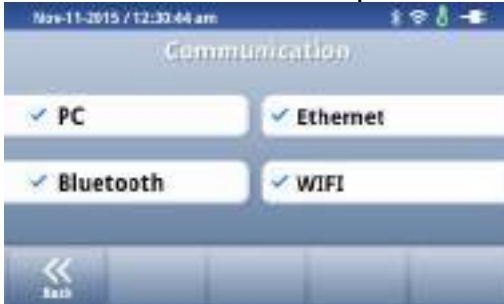 Nov-11-2015 / 12:30:44 am
Communication
PC
Ethernet
Bluetooth
WIFI
Back